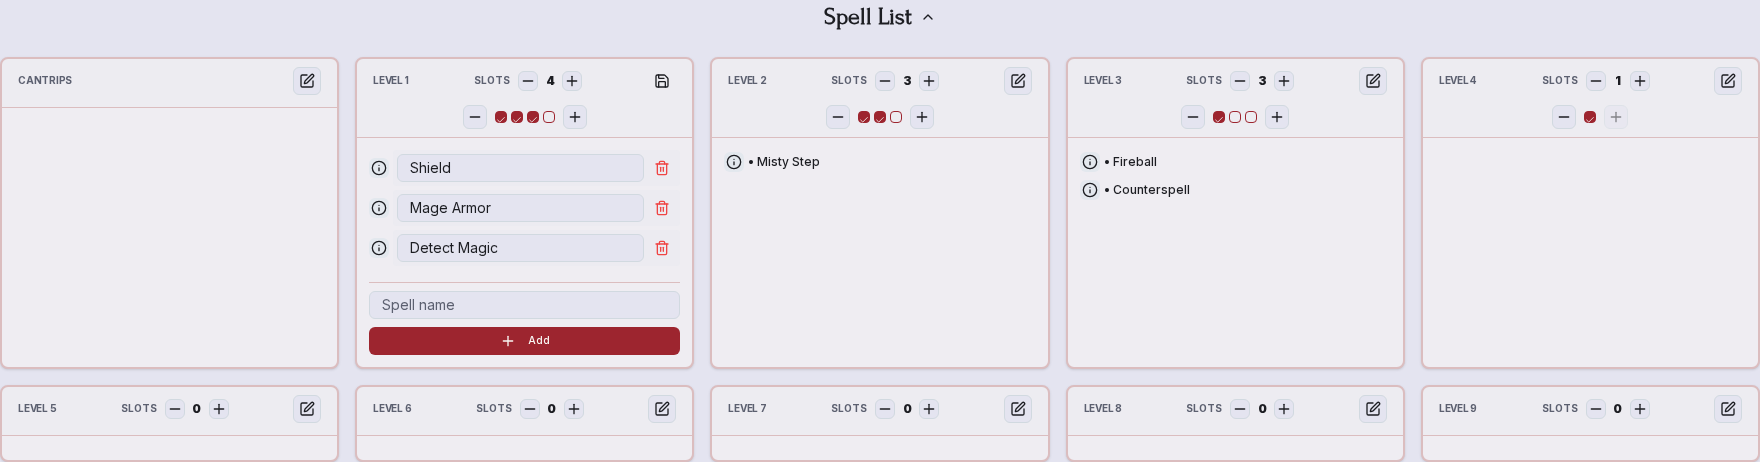 Spell List
CANTRIPS
LEVEL 1 SLOTS 4
LEVEL 2 SLOTS 3
LEVEL 3 SLOTS 3
LEVEL 4 SLOTS 1
Shield
Mage Armor
Detect Magic
Spell name
Add
• Misty Step
• Fireball
• Counterspell
LEVEL 5 SLOTS 0
LEVEL 6 SLOTS 0
LEVEL 7 SLOTS 0
LEVEL 8 SLOTS 0
LEVEL 9 SLOTS 0